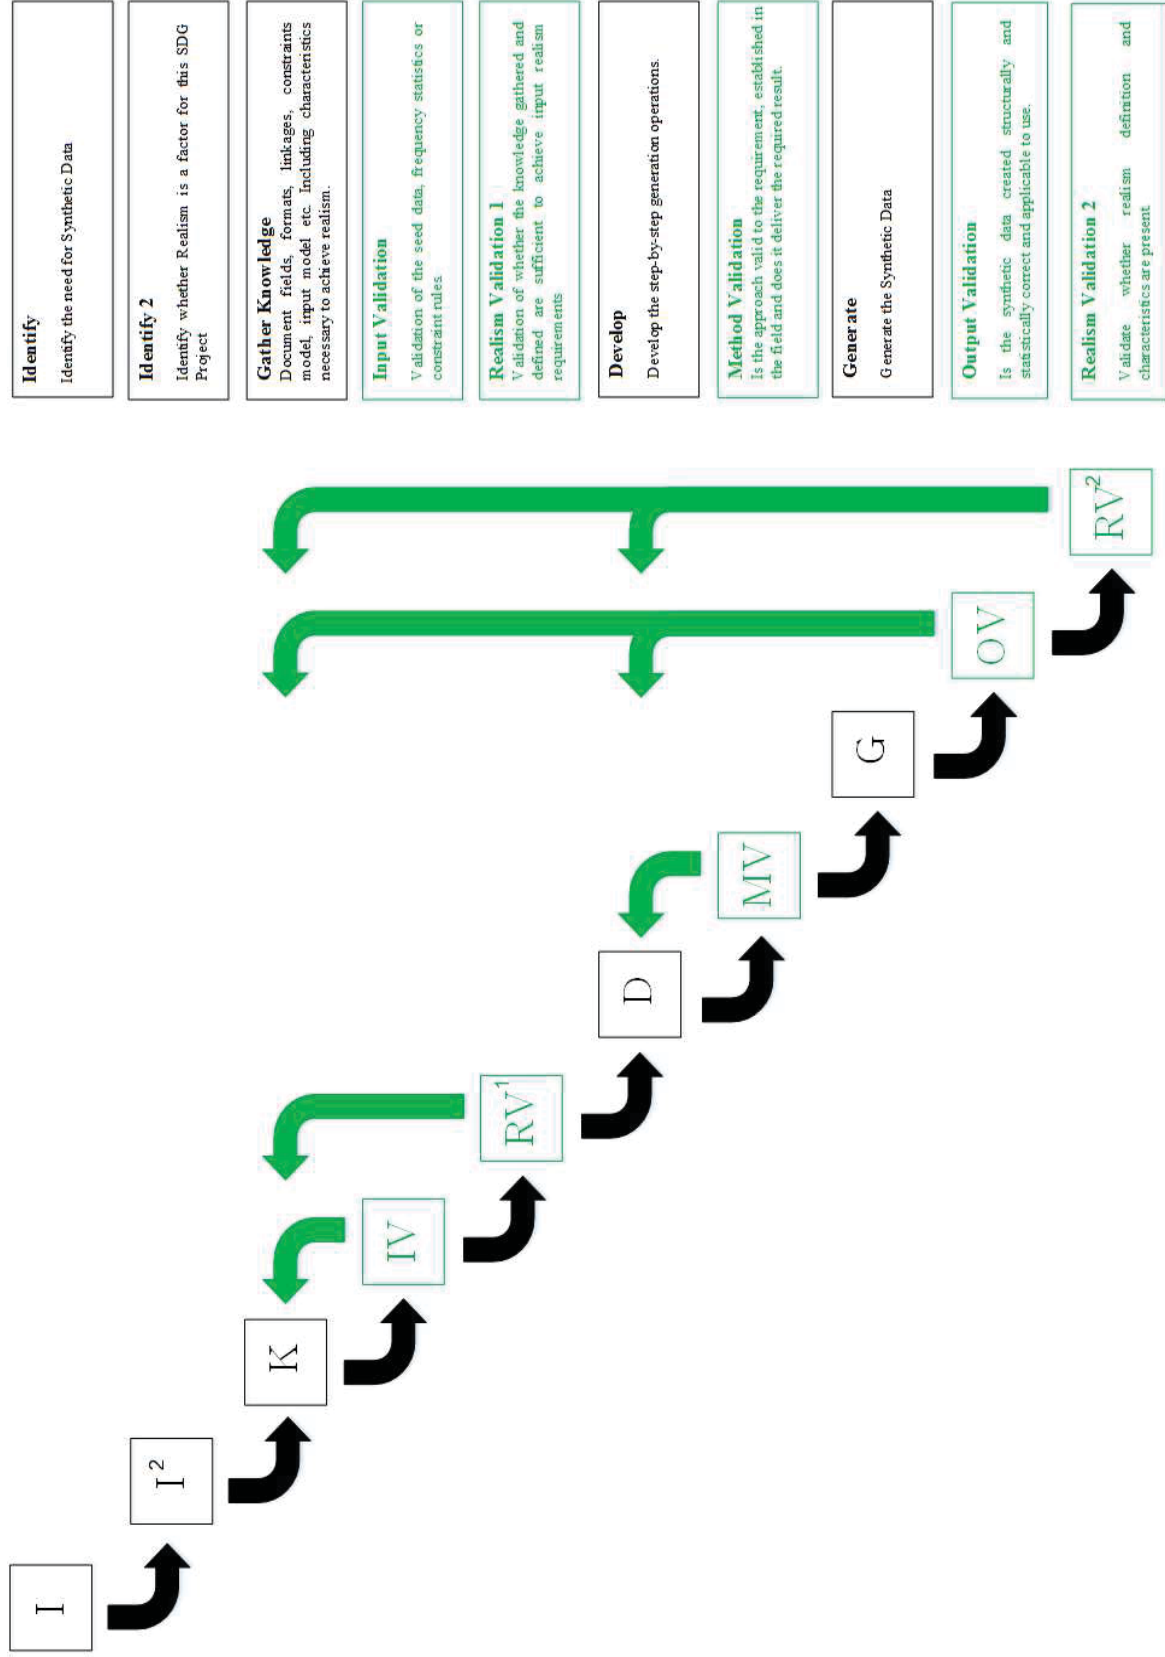 I
I²
K
IV
RV¹
D
MV
G
OV
RV²
Identify
Identify the need for Synthetic Data
Identify 2
Identify whether Realism is a factor for this SDG
Project
Gather Knowledge
Document fields, formats, linkages, constraints
model, input model etc. Including characteristics
necessary to achieve realism.
Input Validation
Validation of the seed data, frequency statistics or
constraint rules.
Realism Validation 1
Validation of whether the knowledge gathered and
defined are sufficient to achieve input realism
requirements
Develop
Develop the step-by-step generation operations.
Method Validation
Is the approach valid to the requirement, established in
the field and does it deliver the required result.
Generate
Generate the Synthetic Data
Output Validation
Is the synthetic data created structurally and
statistically correct and applicable to use.
Realism Validation 2
Validate whether realism definition and
characteristics are present.